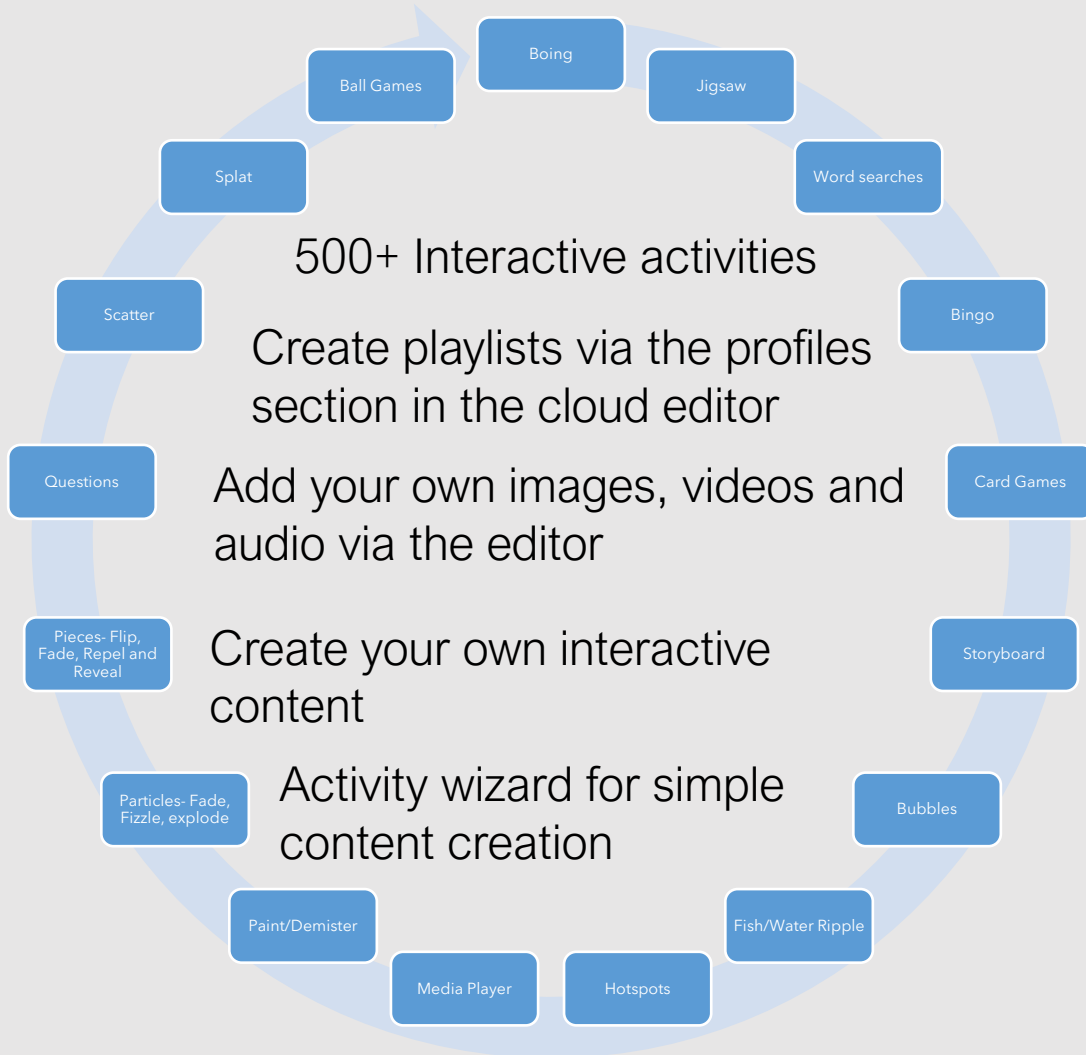 Boing
Jigsaw
Word searches
Bingo
Card Games
Storyboard
Bubbles
Fish/Water Ripple
Hotspots
Media Player
Paint/Demister
Particles- Fade,
Fizzle, explode
Pieces- Flip,
Fade, Repel and
Reveal
Questions
Scatter
Splat
Ball Games
500+ Interactive activities
Create playlists via the profiles
section in the cloud editor
Add your own images, videos and
audio via the editor
Create your own interactive
content
Activity wizard for simple
content creation